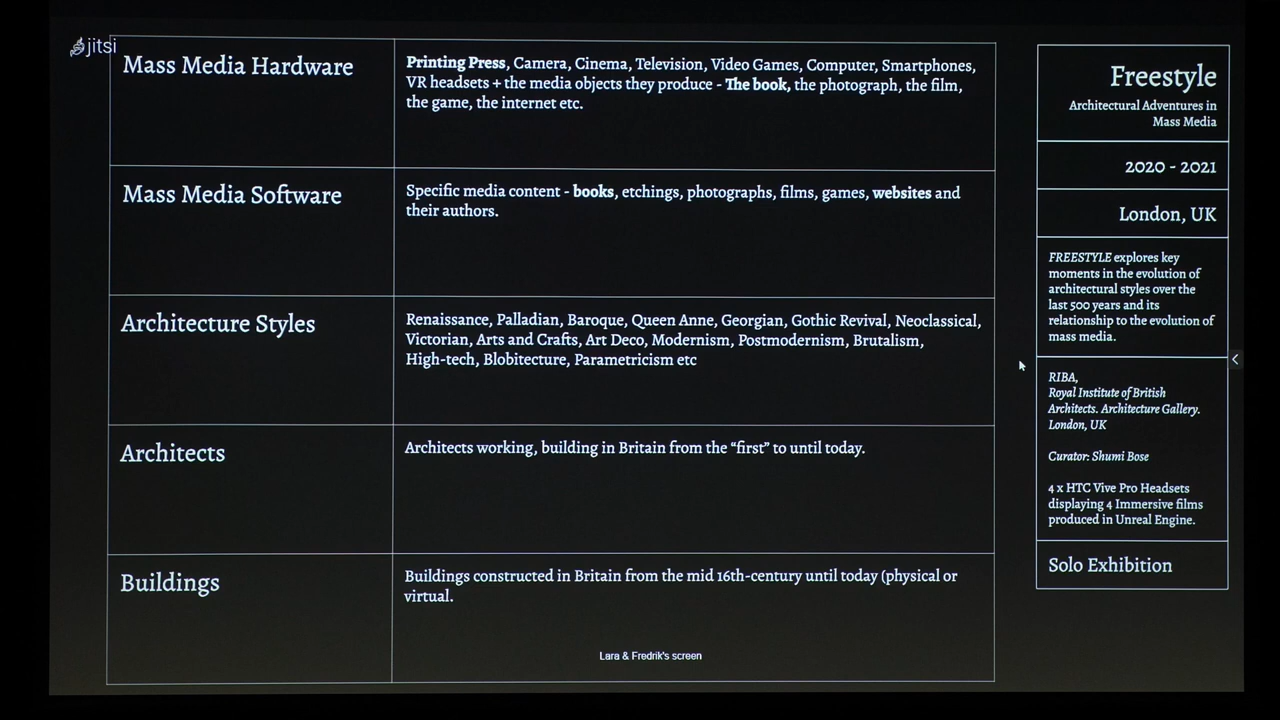 jitsi
Mass Media Hardware
Printing Press, Camera, Cinema, Television, Video Games, Computer, Smartphones,
VR headsets + the media objects they produce - The book, the photograph, the film,
the game, the internet etc.
Mass Media Software
Specific media content - books, etchings, photographs, films, games, websites and
their authors.
Architecture Styles
Renaissance, Palladian, Baroque, Queen Anne, Georgian, Gothic Revival, Neoclassical,
Victorian, Arts and Crafts, Art Deco, Modernism, Postmodernism, Brutalism,
High-tech, Blobitecture, Parametricism etc
Architects
Architects working, building in Britain from the “first” to until today.
Buildings
Buildings constructed in Britain from the mid 16th-century until today (physical or
virtual.
Lara & Fredrik's screen
Freestyle
Architectural Adventures in
Mass Media
2020 - 2021
London, UK
FREESTYLE explores key
moments in the evolution of
architectural styles over the
last 500 years and its
relationship to the evolution of
mass media.
RIBA,
Royal Institute of British
Architects. Architecture Gallery.
London, UK
Curator: Shumi Bose
4 x HTC Vive Pro Headsets
displaying 4 Immersive films
produced in Unreal Engine.
Solo Exhibition